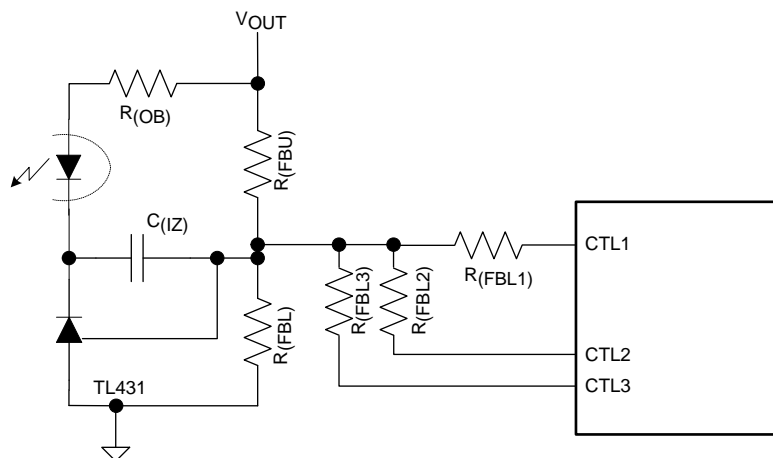 VOUT
R(OB)
R(FBU)
C(IZ)
R(FBL3)
R(FBL2)
R(FBL1)
CTL1
R(FBL)
CTL2
CTL3
TL431